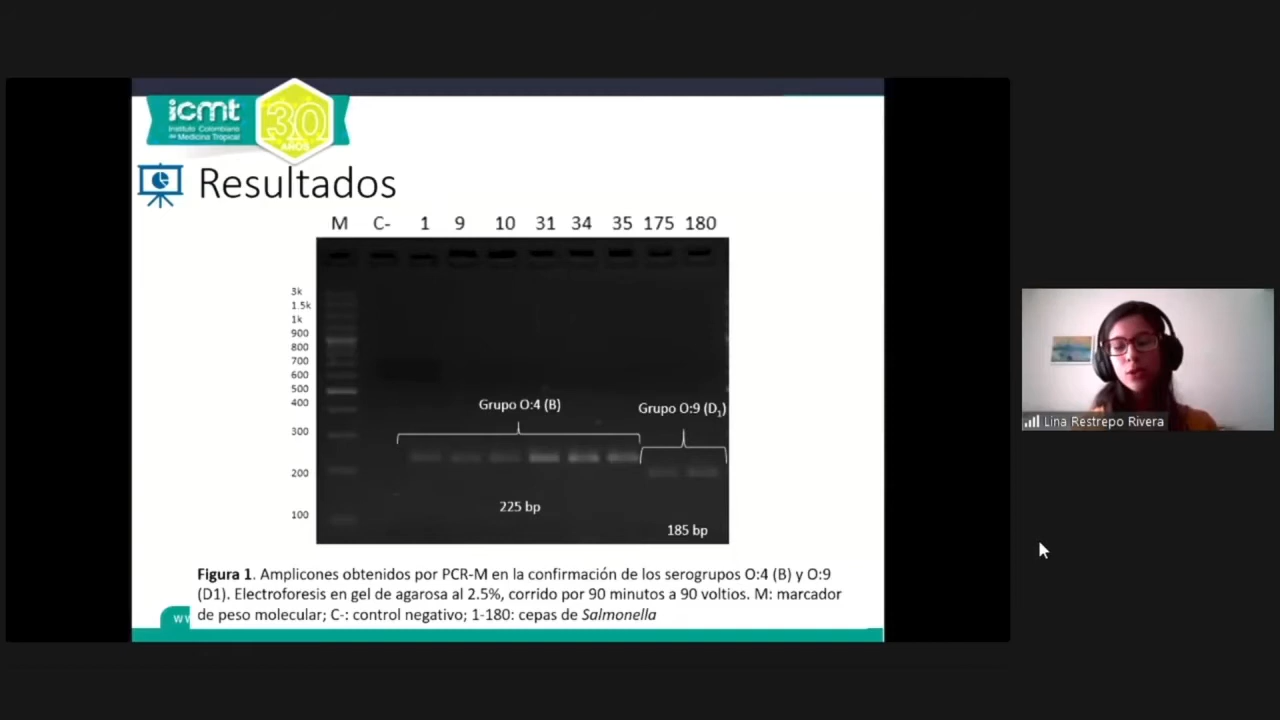 icmt
Instituto Colombiano
de Medicina Tropical
30
AÑOS
Resultados
M C- 1 9 10 31 34 35 175 180
3k
1.5k
1k
900
800
700
600
500
400
300
200
100
Grupo O:4 (B)
Grupo O:9 (D1)
225 bp
185 bp
Figura 1. Amplicones obtenidos por PCR-M en la confirmación de los serogrupos O:4 (B) y O:9
(D1). Electroforesis en gel de agarosa al 2.5%, corrido por 90 minutos a 90 voltios. M: marcador
de peso molecular; C-: control negativo; 1-180: cepas de Salmonella
Lina Restrepo Rivera